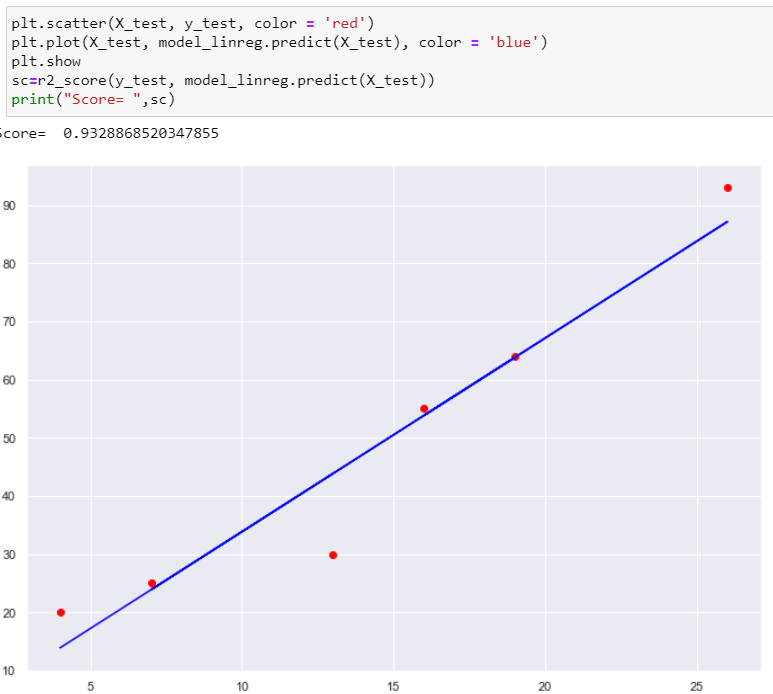 plt.scatter(X_test, y_test, color = 'red')
plt.plot(X_test, model_linreg.predict(X_test), color = 'blue')
plt.show
sc=r2_score(y_test, model_linreg.predict(X_test))
print("Score= ",sc)
Score=  0.9328868520347855
90
80
70
60
50
40
30
20
10
5
10
15
20
25